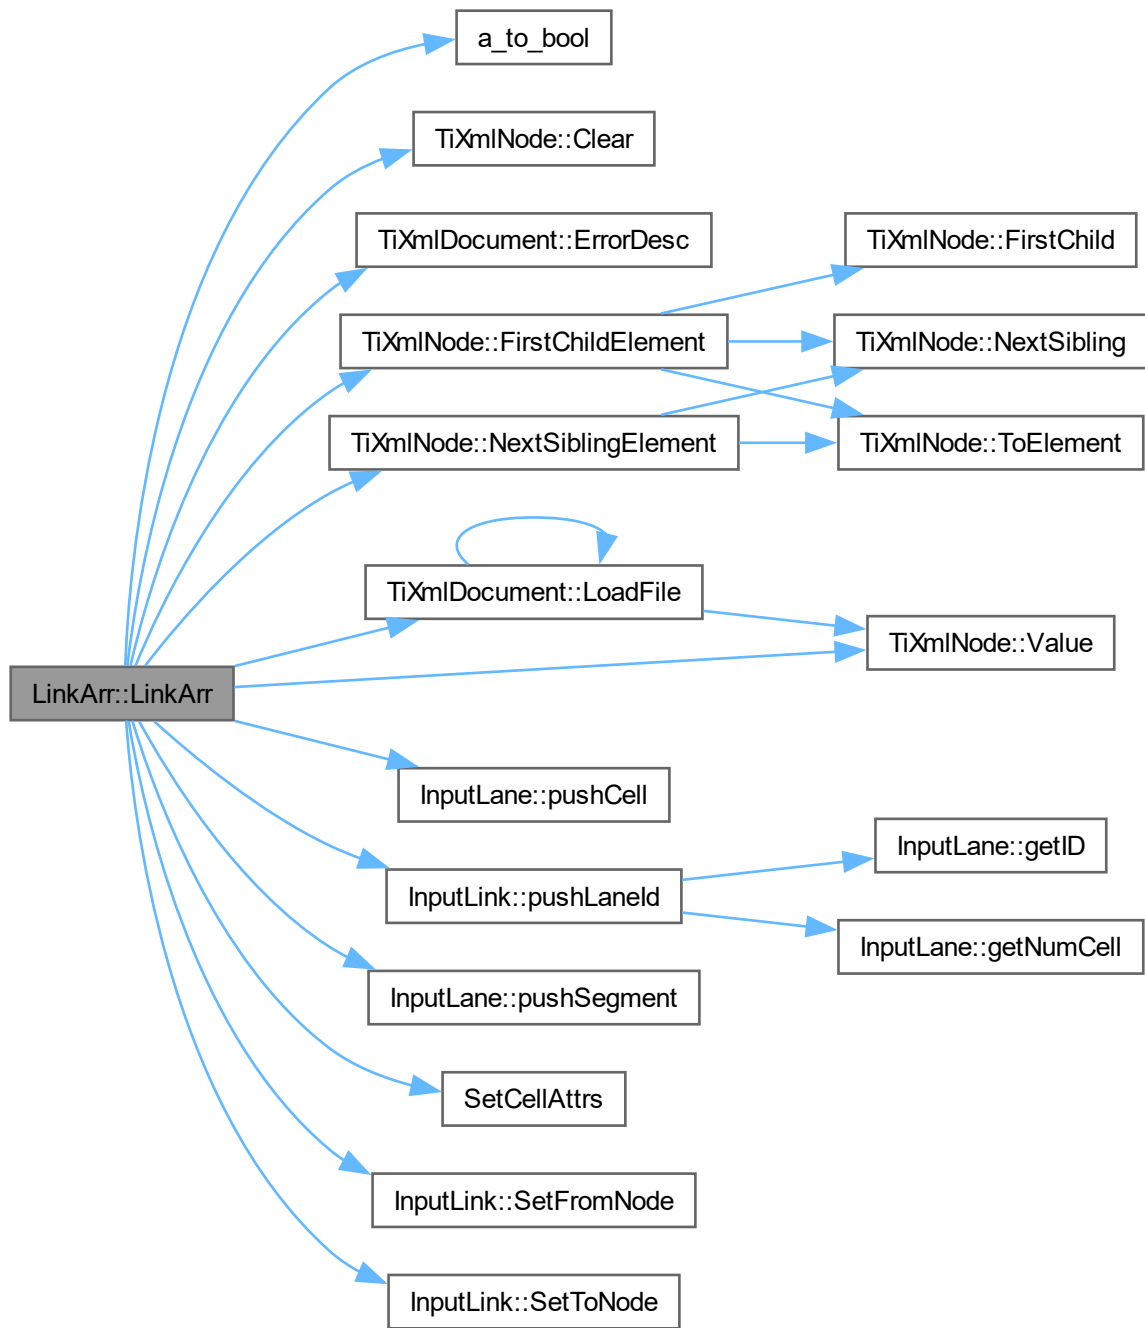 a_to_bool
TiXmlNode::Clear
TiXmlDocument::ErrorDesc
TiXmlNode::FirstChild
TiXmlNode::FirstChildElement
TiXmlNode::NextSibling
TiXmlNode::NextSiblingElement
TiXmlNode::ToElement
TiXmlDocument::LoadFile
TiXmlNode::Value
LinkArr::LinkArr
InputLane::pushCell
InputLane::getID
InputLink::pushLaneId
InputLane::getNumCell
InputLane::pushSegment
SetCellAttrs
InputLink::SetFromNode
InputLink::SetToNode